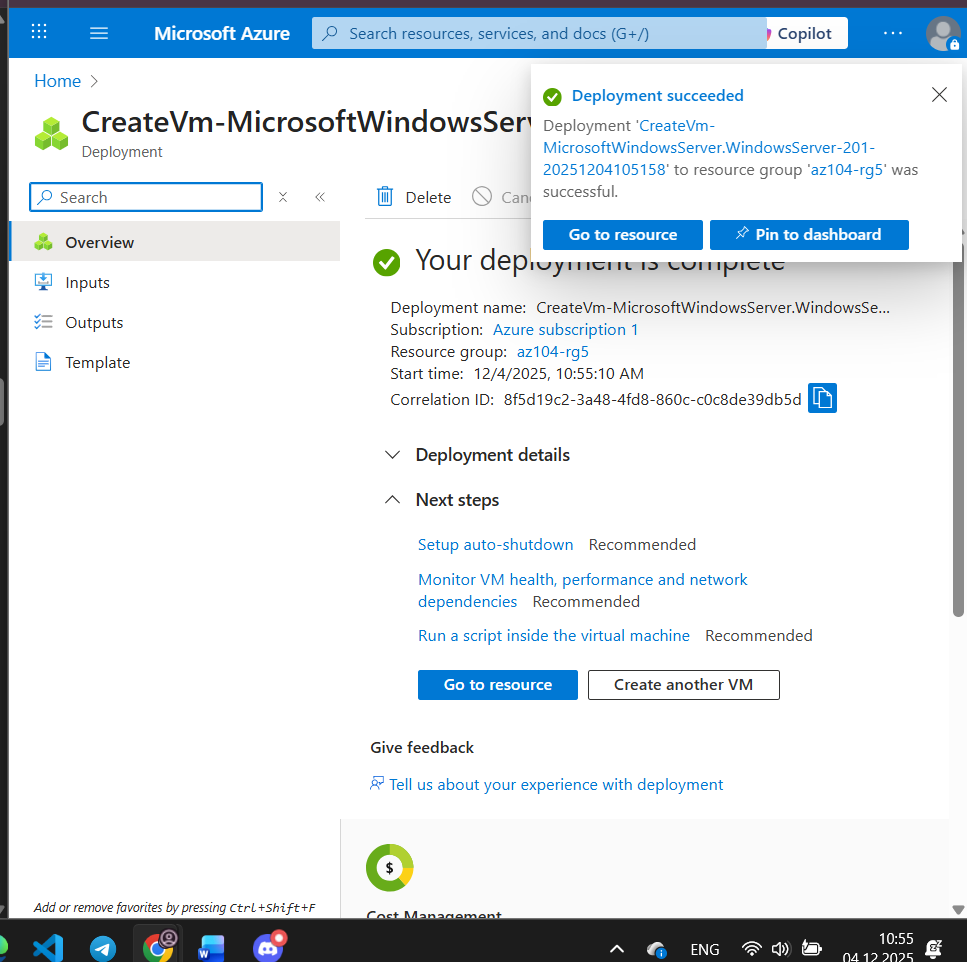 Microsoft Azure
Search resources, services, and docs (G+/)
Copilot
Home
CreateVm-MicrosoftWindowsSer
Deployment
Deployment succeeded
Deployment 'CreateVm-
MicrosoftWindowsServer.WindowsServer-201-
20251204105158' to resource group 'az104-rg5' was
successful.
Go to resource
Pin to dashboard
Search
Delete
Overview
Inputs
Outputs
Template
Your deployment is complete
Deployment name: CreateVm-MicrosoftWindowsServer.WindowsSe...
Subscription: Azure subscription 1
Resource group: az104-rg5
Start time: 12/4/2025, 10:55:10 AM
Correlation ID: 8f5d19c2-3a48-4fd8-860c-c0c8de39db5d
Deployment details
Next steps
Setup auto-shutdown Recommended
Monitor VM health, performance and network
dependencies Recommended
Run a script inside the virtual machine Recommended
Go to resource
Create another VM
Give feedback
Tell us about your experience with deployment
$
Cost Management
Add or remove favorites by pressing Ctrl+Shift+F
ENG
10:55
04.12.2025